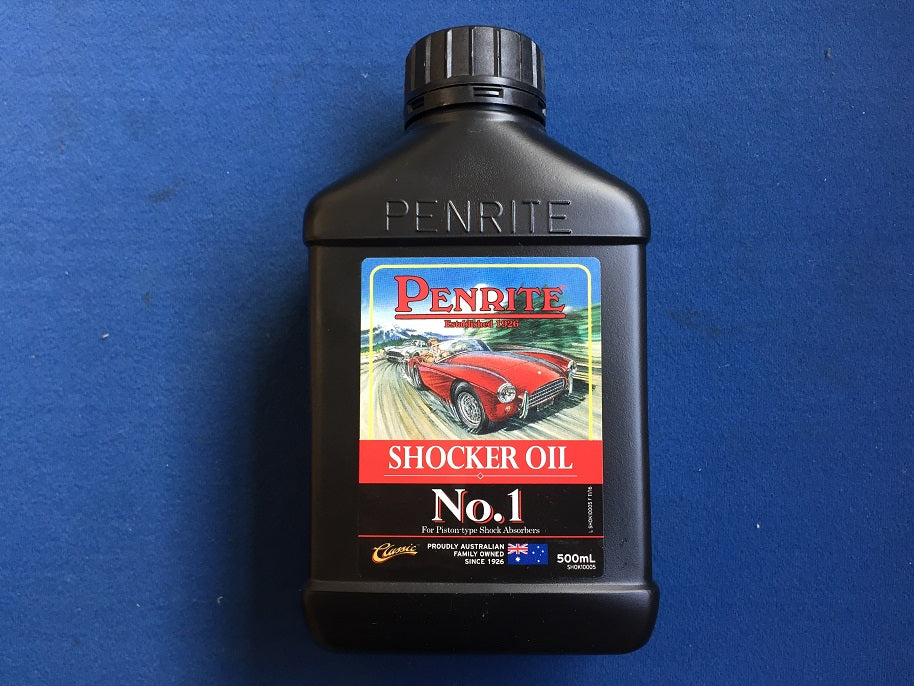 PENRITE
PENRITE
Established 1926
SHOCKER OIL
No.1
For Piston-type Shock Absorbers
Classic
PROUDLY AUSTRALIAN
FAMILY OWNED
SINCE 1926
500mL
SHOK10005